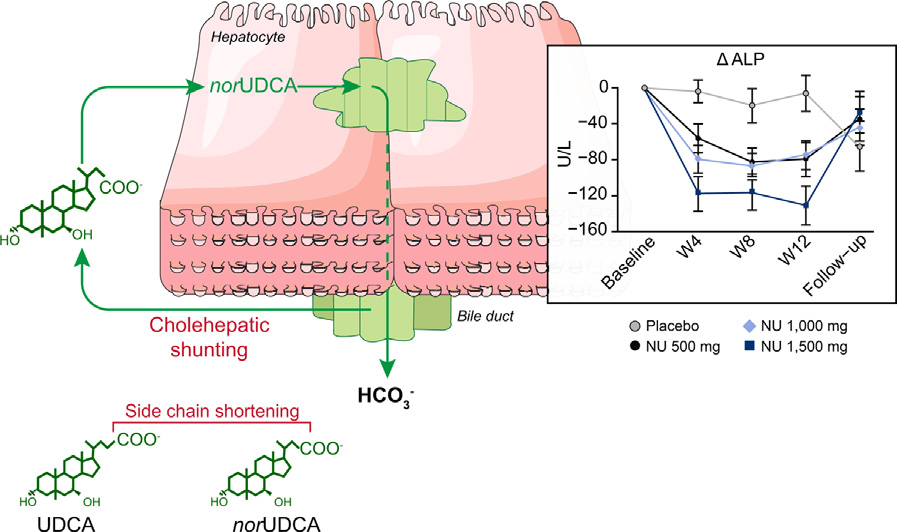 Hepatocyte
norUDCA
COO-
HO
OH
Cholehepatic
shunting
Bile duct
HCO3-
Δ ALP
U/L
0
−40
−80
−120
−160
Baseline
W4
W8
W12
Follow−up
Placebo
NU 1,000 mg
NU 500 mg
NU 1,500 mg
Side chain shortening
COO-
HO
OH
UDCA
COO-
HO
OH
norUDCA